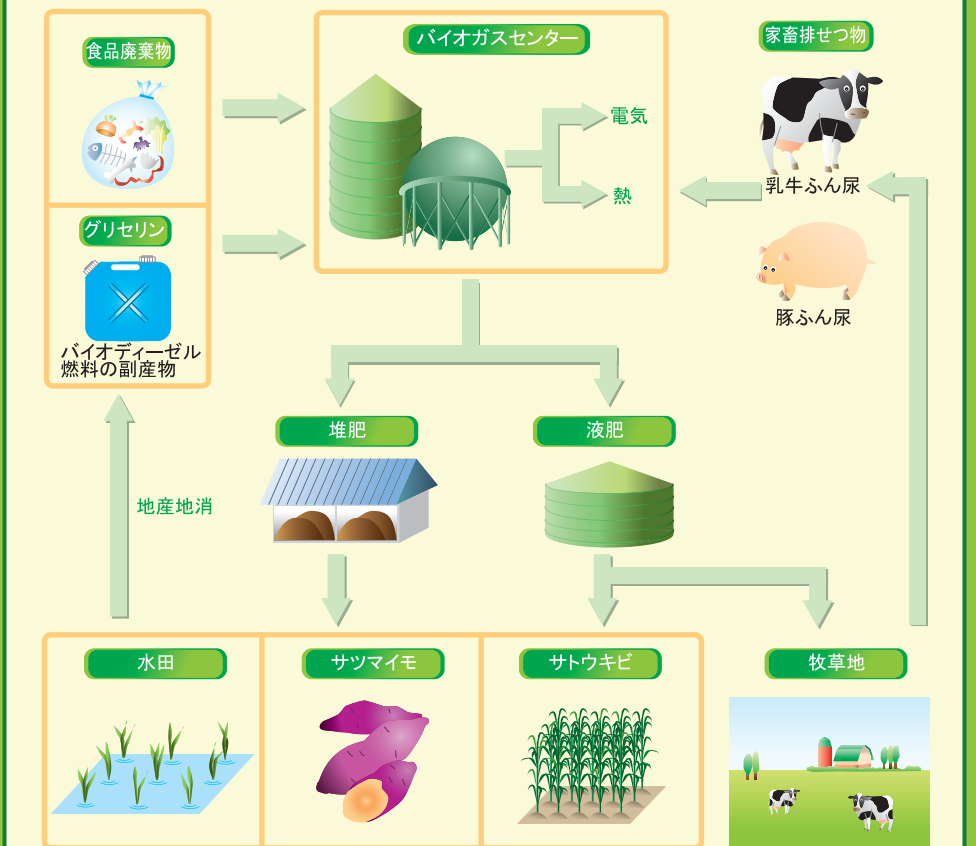 食品廃棄物
バイオガスセンター
家畜排せつ物
電気
熱
乳牛ふん尿
グリセリン
バイオディーゼル
燃料の副産物
豚ふん尿
堆肥
液肥
地産地消
水田
サツマイモ
サトウキビ
牧草地